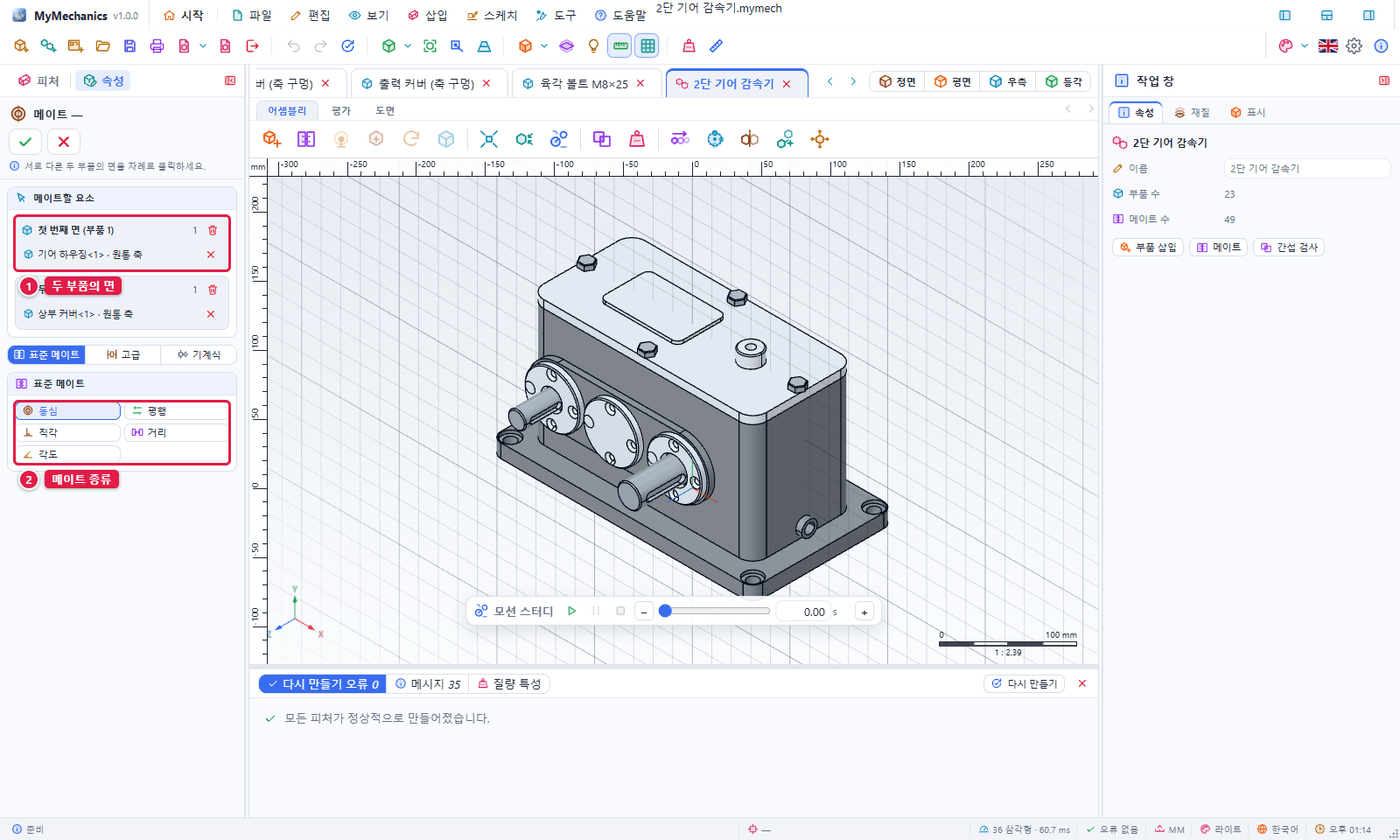 MyMechanics v1.0.0
시작 파일 편집 보기 삽입 스케치 도구 도움말
2단 기어 감속기.mymech
피처 속성
버 (축 구멍) 출력 커버 (축 구멍) 육각 볼트 M8×25 2단 기어 감속기
정면 평면 우측 등각
작업 창
어셈블리 평가 도면
메이트 —
서로 다른 두 부품의 면을 차례로 클릭하세요.
메이트할 요소
첫 번째 면 (부품 1) 1
기어 하우징<1> · 원통 축
1 두 부품의 면
1
상부 커버<1> · 원통 축
표준 메이트 고급 기계식
표준 메이트
동심 평행
직각 거리
각도
2 메이트 종류
mm -300 -250 -200 -150 -100 -50 0 50 100 150 200 250
200
150
100
50
0
-50
-100
Y
Z X
모션 스터디 0.00 s
0 100 mm
1 : 2.39
다시 만들기 오류 0 메시지 35 질량 특성
다시 만들기
모든 피처가 정상적으로 만들어졌습니다.
속성 재질 표시
2단 기어 감속기
이름 2단 기어 감속기
부품 수 23
메이트 수 49
부품 삽입 메이트 간섭 검사
준비
—
36 삼각형 · 60.7 ms 오류 없음 MM 라이트 한국어 오후 01:14